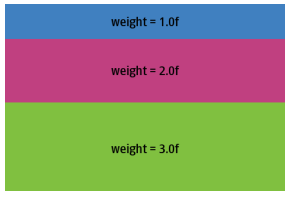 weight = 1.0f
weight = 2.0f
weight = 3.0f